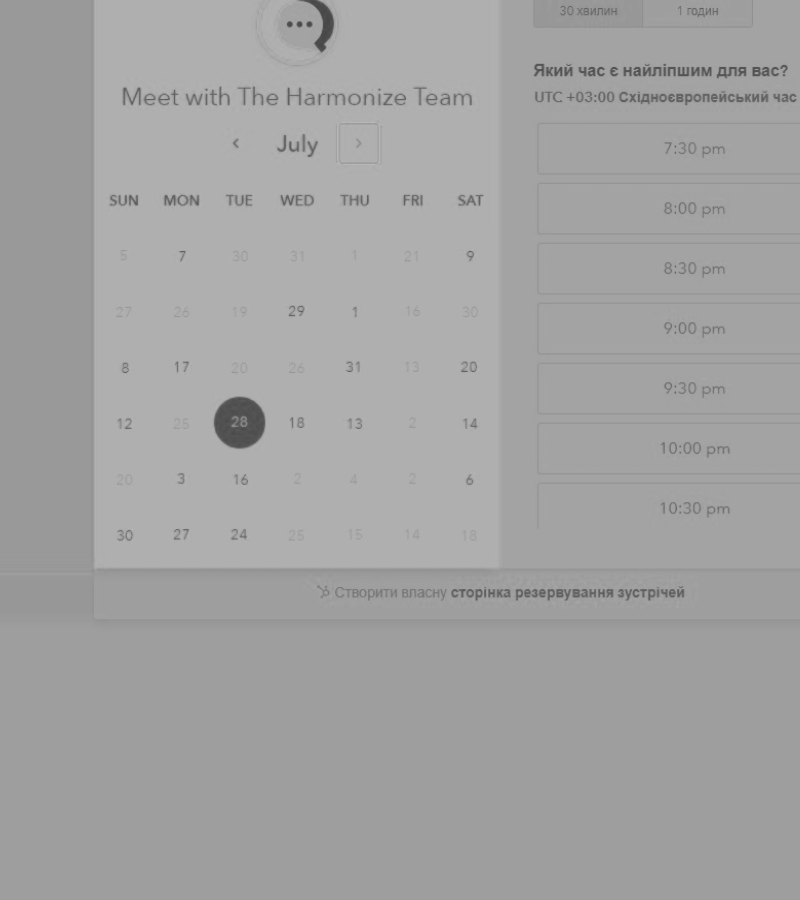 30 хвилин 1 годин
Meet with The Harmonize Team
July
SUN MON TUE WED THU FRI SAT
5 7 30 31 1 21 9
27 26 19 29 1 16 30
8 17 20 26 31 13 20
12 25 28 18 13 2 14
20 3 16 2 4 2 6
30 27 24 25 15 14 18
Який час є найліпшим для вас?
UTC +03:00 Східноєвропейський час
7:30 pm
8:00 pm
8:30 pm
9:00 pm
9:30 pm
10:00 pm
10:30 pm
Створити власну сторінка резервування зустрічей